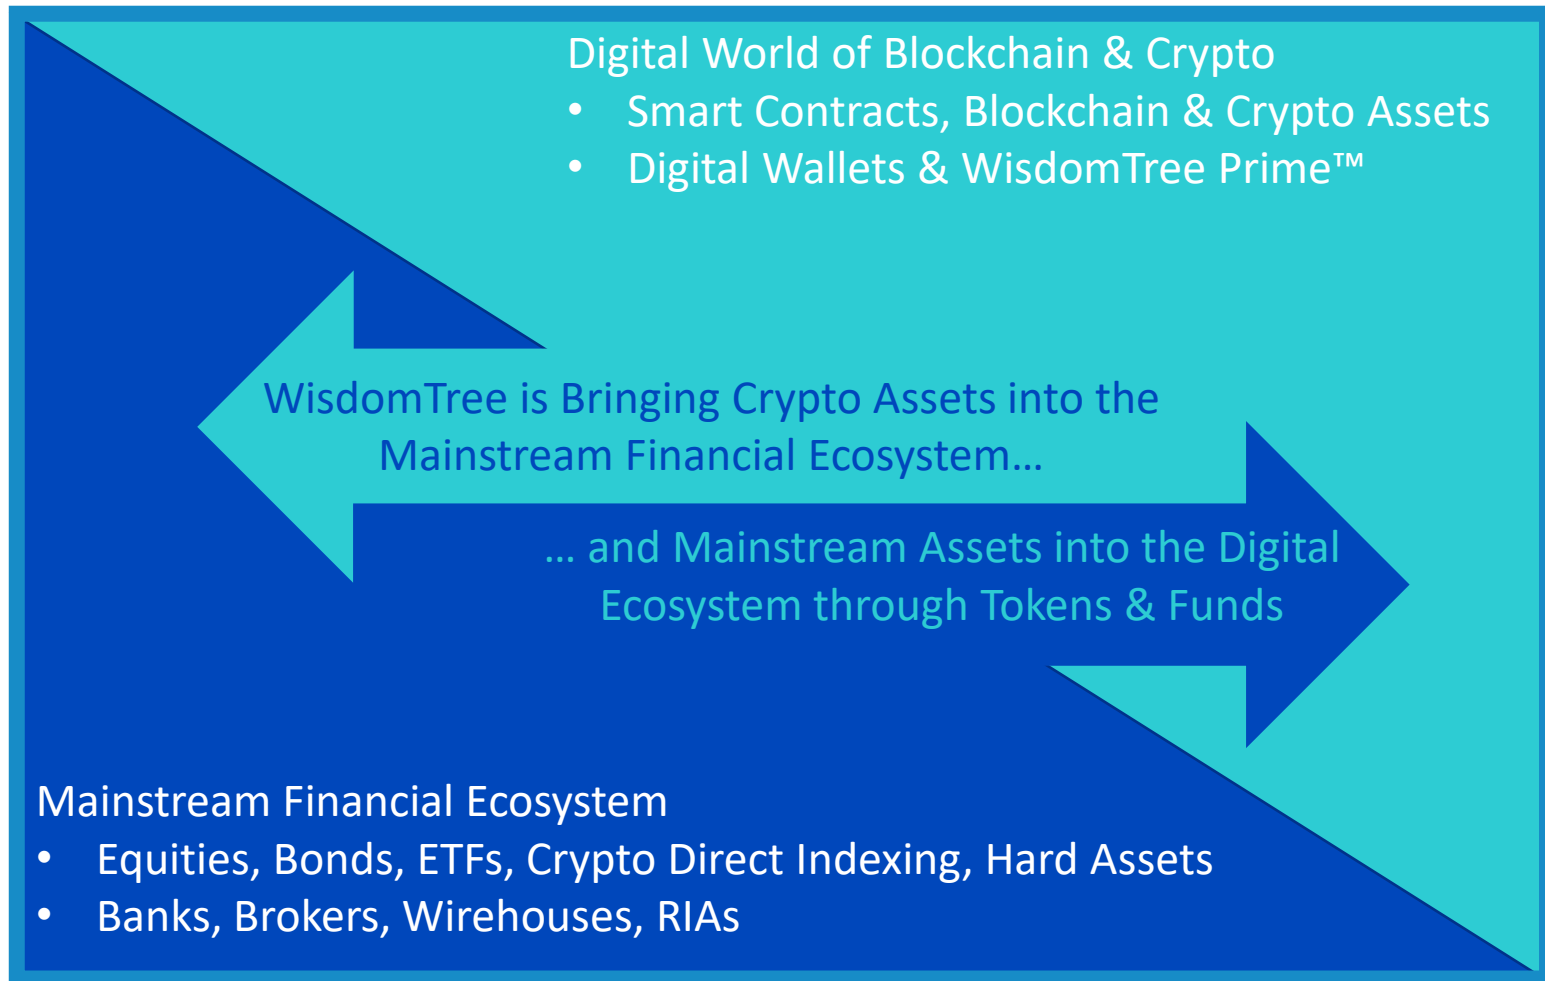 Digital World of Blockchain & Crypto
• Smart Contracts, Blockchain & Crypto Assets
• Digital Wallets & WisdomTree Prime™
WisdomTree is Bringing Crypto Assets into the
Mainstream Financial Ecosystem…
… and Mainstream Assets into the Digital
Ecosystem through Tokens & Funds
Mainstream Financial Ecosystem
• Equities, Bonds, ETFs, Crypto Direct Indexing, Hard Assets
• Banks, Brokers, Wirehouses, RIAs